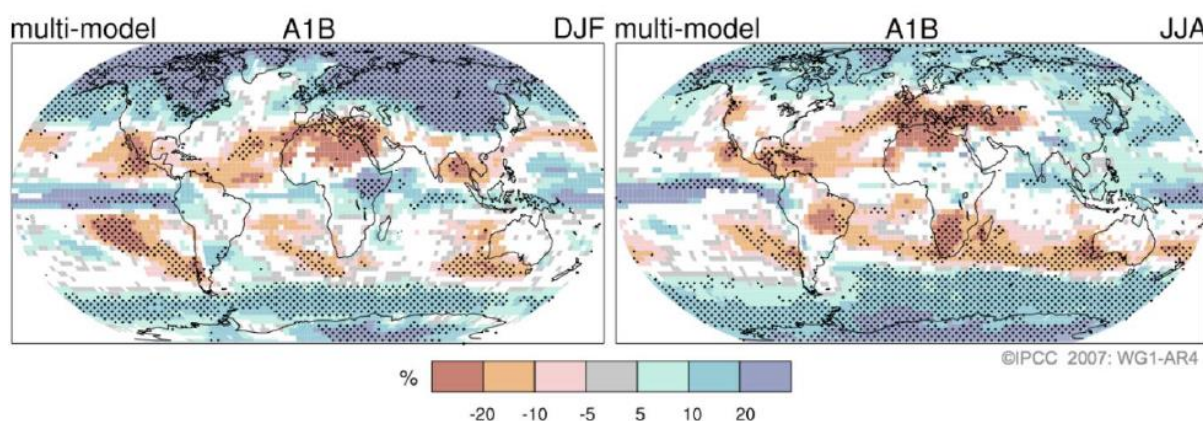 multi-model A1B DJF
multi-model A1B JJA
©IPCC 2007: WG1-AR4
%
-20 -10 -5 5 10 20